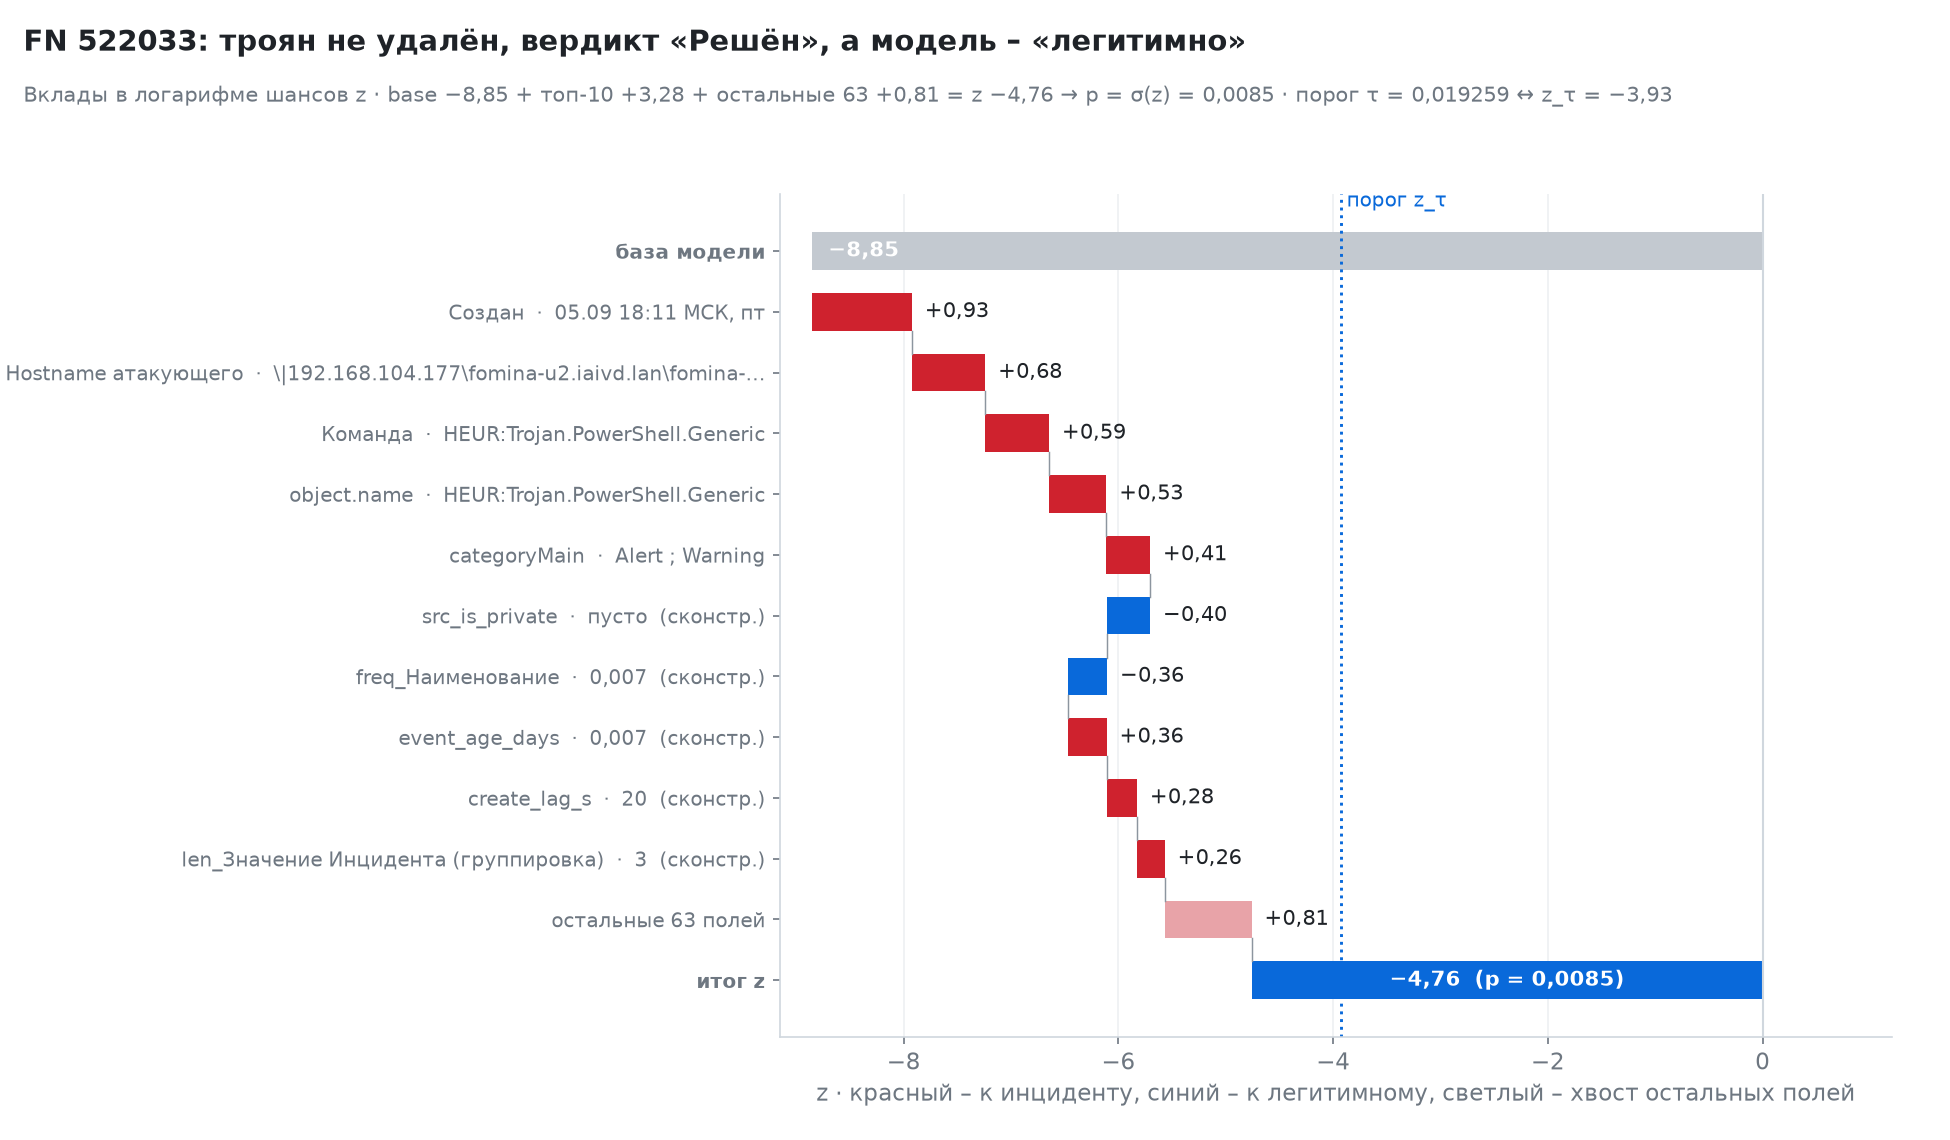 FN 522033: троян не удалён, вердикт «Решён», а модель – «легитимно»
Вклады в логарифме шансов z · base −8,85 + топ-10 +3,28 + остальные 63 +0,81 = z −4,76 → p = σ(z) = 0,0085 · порог τ = 0,019259 ↔ z_τ = −3,93
порог z_τ
база модели −8,85
Создан · 05.09 18:11 МСК, пт +0,93
Hostname атакующего · \|192.168.104.177\fomina-u2.iaivd.lan\fomina-… +0,68
Команда · HEUR:Trojan.PowerShell.Generic +0,59
object.name · HEUR:Trojan.PowerShell.Generic +0,53
categoryMain · Alert ; Warning +0,41
src_is_private · пусто (сконстр.) −0,40
freq_Наименование · 0,007 (сконстр.) −0,36
event_age_days · 0,007 (сконстр.) +0,36
create_lag_s · 20 (сконстр.) +0,28
len_Значение Инцидента (группировка) · 3 (сконстр.) +0,26
остальные 63 полей +0,81
итог z −4,76 (p = 0,0085)
−8 −6 −4 −2 0
z · красный – к инциденту, синий – к легитимному, светлый – хвост остальных полей